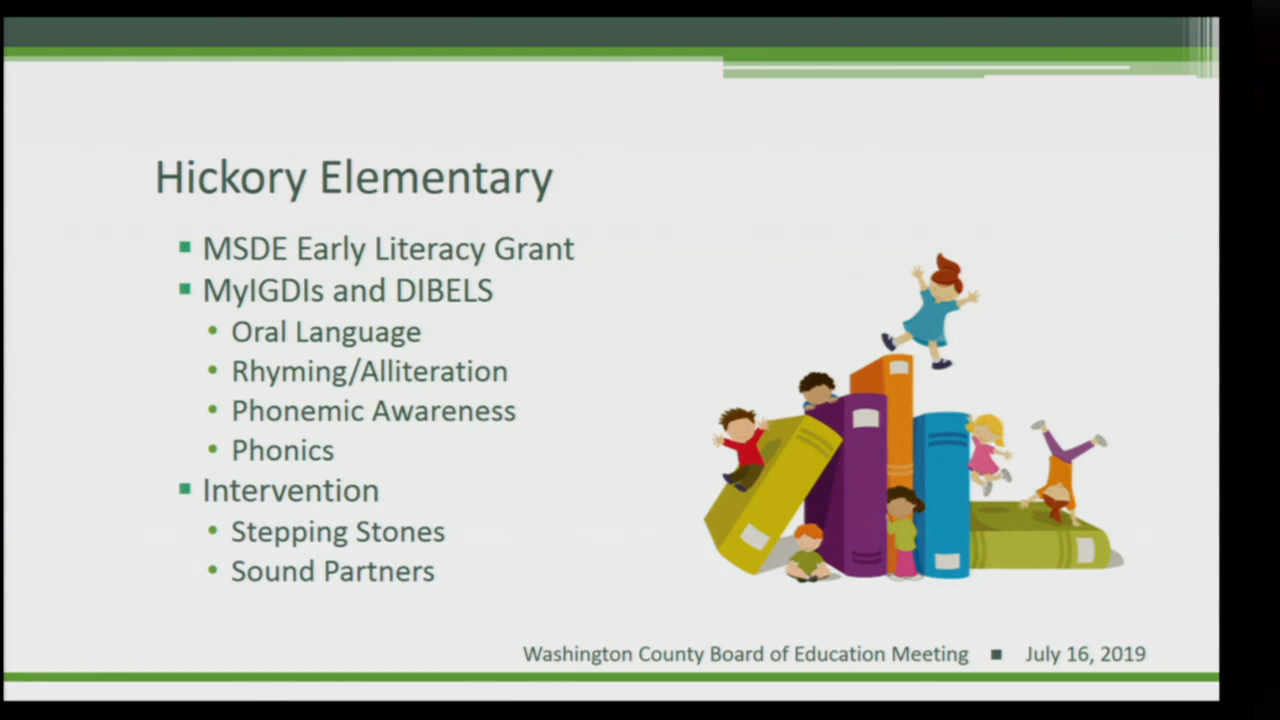 Hickory Elementary
MSDE Early Literacy Grant
MyIGDIs and DIBELS
Oral Language
Rhyming/Alliteration
Phonemic Awareness
Phonics
Intervention
Stepping Stones
Sound Partners
Washington County Board of Education Meeting ■ July 16, 2019